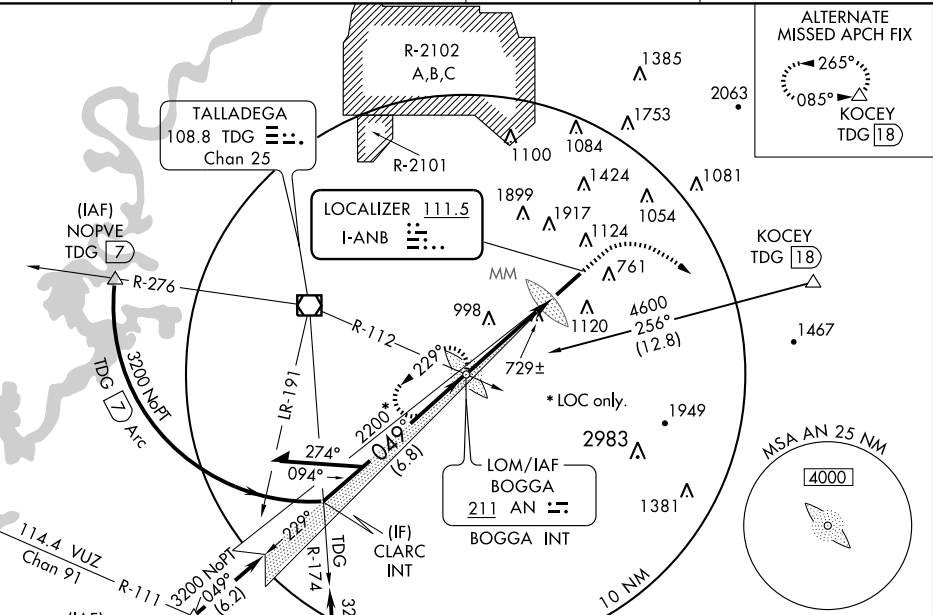 ALTERNATE
MISSED APCH FIX
265°
085°
KOCEY
TDG 18
R-2102
A,B,C
R-2101
TALLADEGA
108.8 TDG
Chan 25
1385
2063
1753
1084
1100
1424
1081
1899
1054
1917
1124
LOCALIZER 111.5
I-ANB
(IAF)
NOPVE
TDG 7
R-276
KOCEY
TDG 18
MM
761
998
1120
4600
256°
(12.8)
1467
R-112
729±
229°
* LOC only.
3200 NoPT
TDG 7 Arc
LR-191
2200*
049°
(6.8)
1949
2983
1381
MSA AN 25 NM
4000
274°
094°
LOM/IAF
BOGGA
211 AN
BOGGA INT
229°
(IF)
CLARC
INT
TDG
R-174
114.4 VUZ
Chan 91
R-111
3200 NoPT
049°
(6.2)
32
10 NM
(IAF)